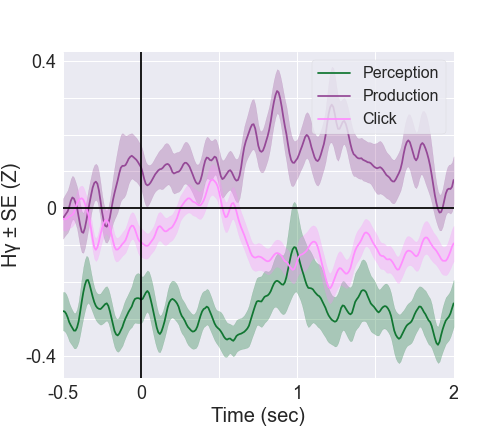 0.4
Perception
Production
Click
0
-0.4
Hγ ± SE (Z)
-0.5 0 1 2
Time (sec)